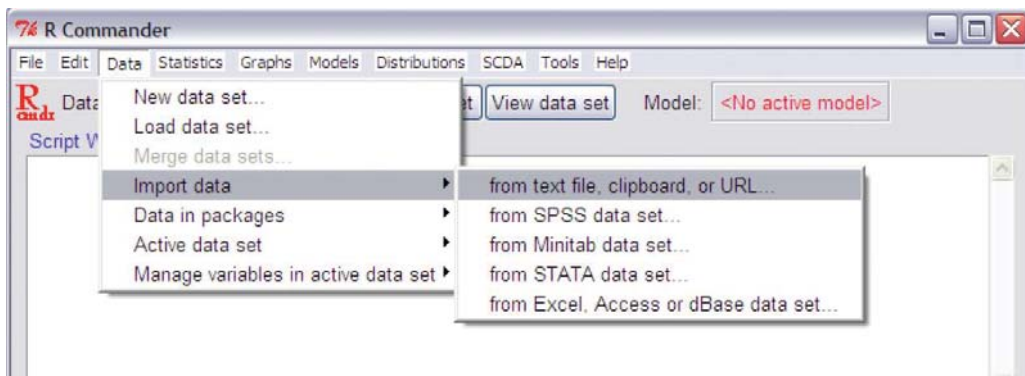 R Commander
File Edit Data Statistics Graphs Models Distributions SCDA Tools Help
R
cmdr
Data
View data set
Model:
<No active model>
Script
New data set...
Load data set...
Merge data sets...
Import data
Data in packages
Active data set
Manage variables in active data set
from text file, clipboard, or URL...
from SPSS data set...
from Minitab data set...
from STATA data set...
from Excel, Access or dBase data set...